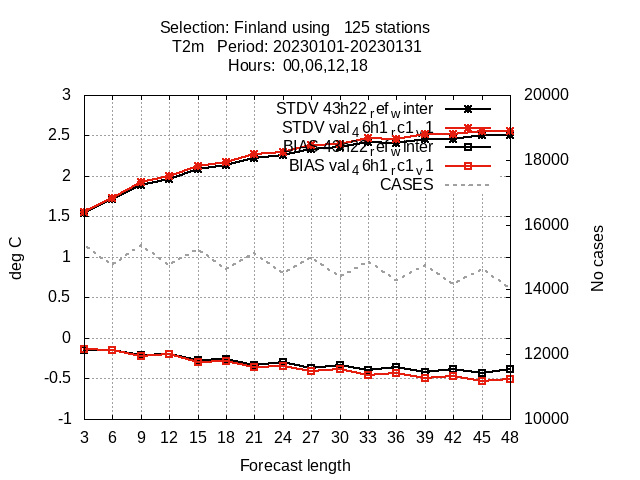 Selection: Finland using 125 stations
T2m Period: 20230101-20230131
Hours: 00,06,12,18
3
2.5
2
1.5
1
0.5
0
-0.5
-1
deg C
STDV 43h22_ref_winter
STDV val_46h1_rc1_v1
BIAS 43h22_ref_winter
BIAS val_46h1_rc1_v1
CASES
20000
18000
16000
14000
12000
10000
No cases
3 6 9 12 15 18 21 24 27 30 33 36 39 42 45 48
Forecast length